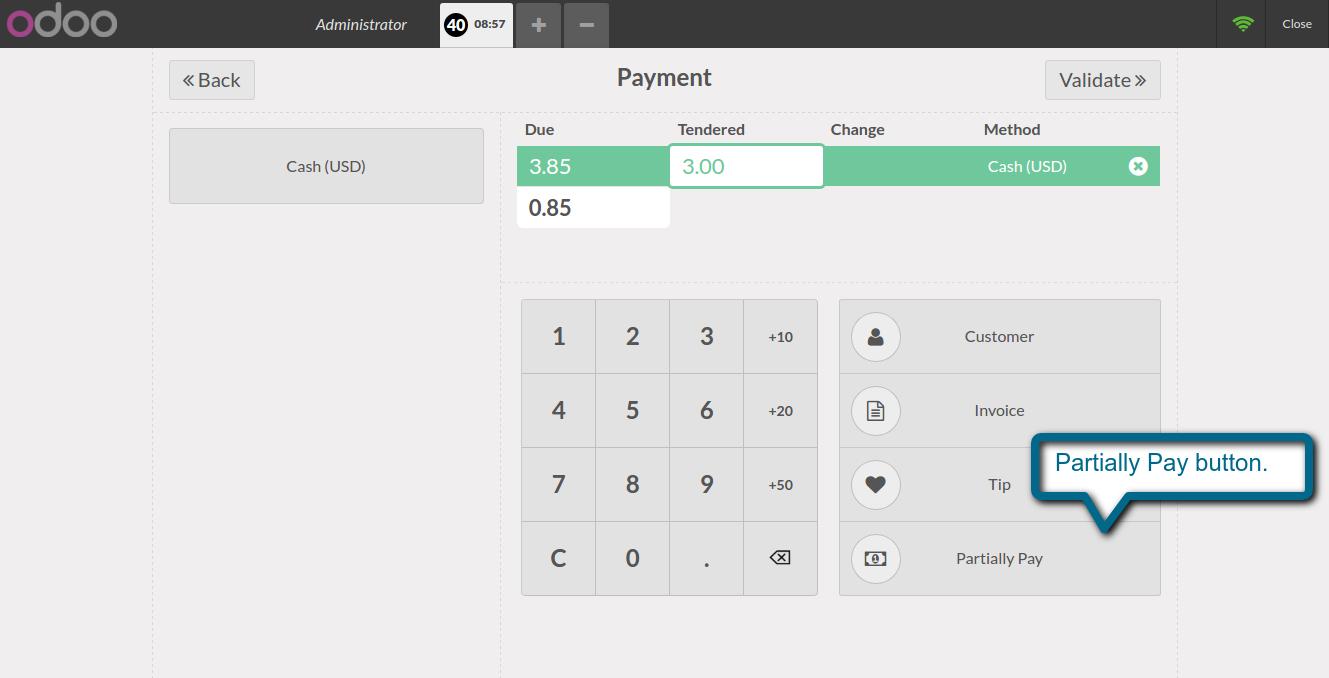 odoo
Administrator
40 08:57
+
−
Close
Back
Payment
Validate
Cash (USD)
Due Tendered Change Method
3.85 3.00 Cash (USD)
0.85
1 2 3 +10
4 5 6 +20
7 8 9 +50
C 0 .
Customer
Invoice
Partially Pay button.
Tip
Partially Pay